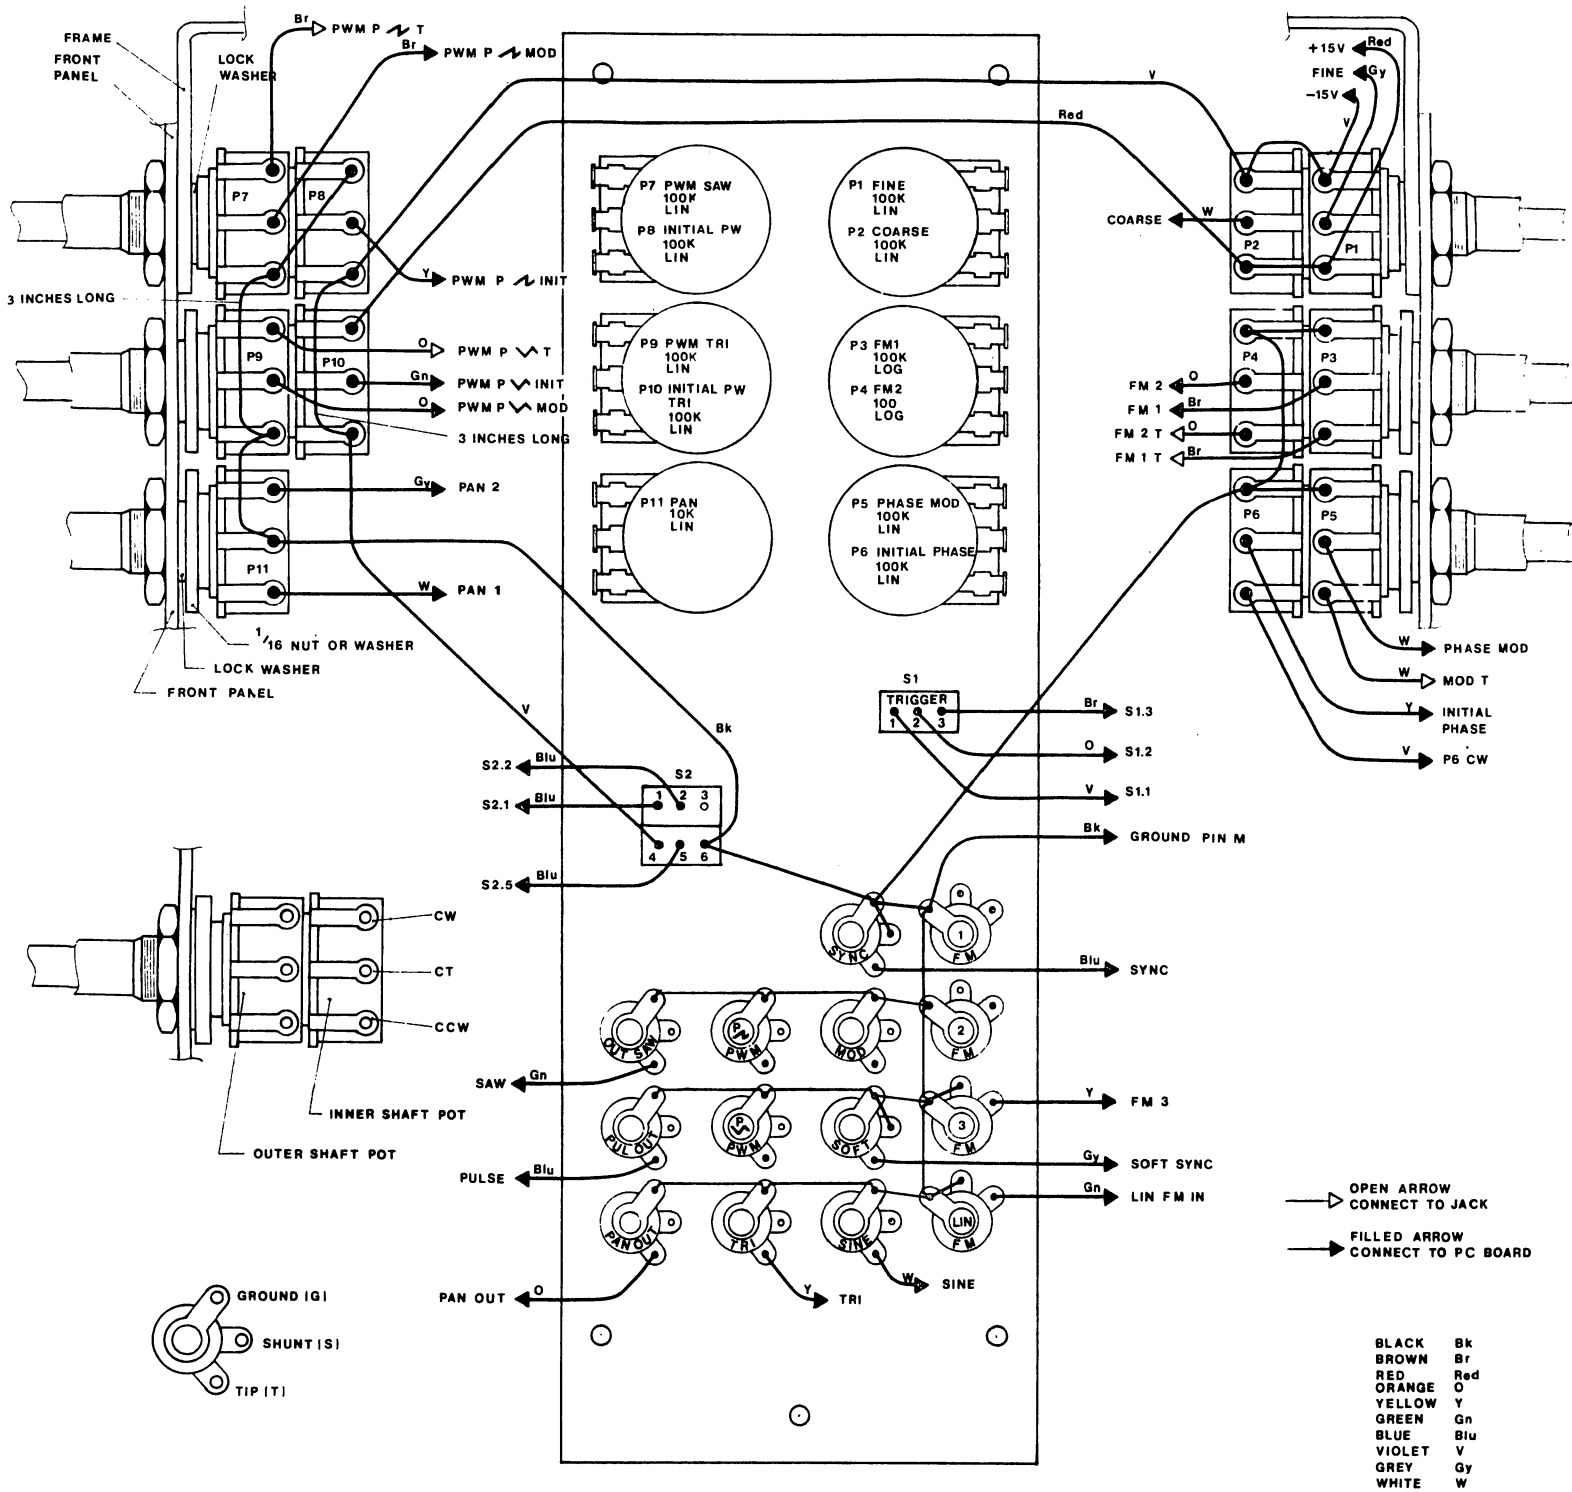 FRAME
FRONT
PANEL
LOCK
WASHER
Br
PWM P T
Br
PWM P MOD
P7
P8
Y
PWM P INIT
3 INCHES LONG
P9
P10
O
PWM P T
Gn
PWM P INIT
O
PWM P MOD
3 INCHES LONG
Gy
PAN 2
P11
W
PAN 1
1/16 NUT OR WASHER
LOCK WASHER
FRONT PANEL
V
Red
P7 PWM SAW
100K
LIN
P8 INITIAL PW
100K
LIN
P1 FINE
100K
LIN
P2 COARSE
100K
LIN
P9 PWM TRI
100K
LIN
P10 INITIAL PW
TRI
100K
LIN
P3 FM1
100K
LOG
P4 FM2
100
LOG
P11 PAN
10K
LIN
P5 PHASE MOD
100K
LIN
P6 INITIAL PHASE
100K
LIN
+15V
Red
FINE
Gy
-15V
V
COARSE
W
P2
P1
P4
P3
FM 2
O
FM 1
Br
FM 2 T
O
FM 1 T
Br
P6
P5
W
PHASE MOD
W
MOD T
Y
INITIAL
PHASE
V
P6 CW
S1
TRIGGER
1 2 3
Br
S1.3
O
S1.2
V
S1.1
V
Bk
S2.2
Blu
S2.1
Blu
S2
1 2 3
4 5 6
S2.5
Blu
Bk
GROUND PIN M
SYNC
1
FM
Blu
SYNC
OUT SAW
P
PWM
MOD
2
FM
SAW
Gn
PUL OUT
P
PWM
SOFT
3
FM
Y
FM 3
PULSE
Blu
Gy
SOFT SYNC
PAN OUT
TRI
SINE
LIN
FM
Gn
LIN FM IN
PAN OUT
O
Y
TRI
W
SINE
CW
CT
CCW
INNER SHAFT POT
OUTER SHAFT POT
GROUND (G)
SHUNT (S)
TIP (T)
OPEN ARROW
CONNECT TO JACK
FILLED ARROW
CONNECT TO PC BOARD
BLACK Bk
BROWN Br
RED Red
ORANGE O
YELLOW Y
GREEN Gn
BLUE Blu
VIOLET V
GREY Gy
WHITE W